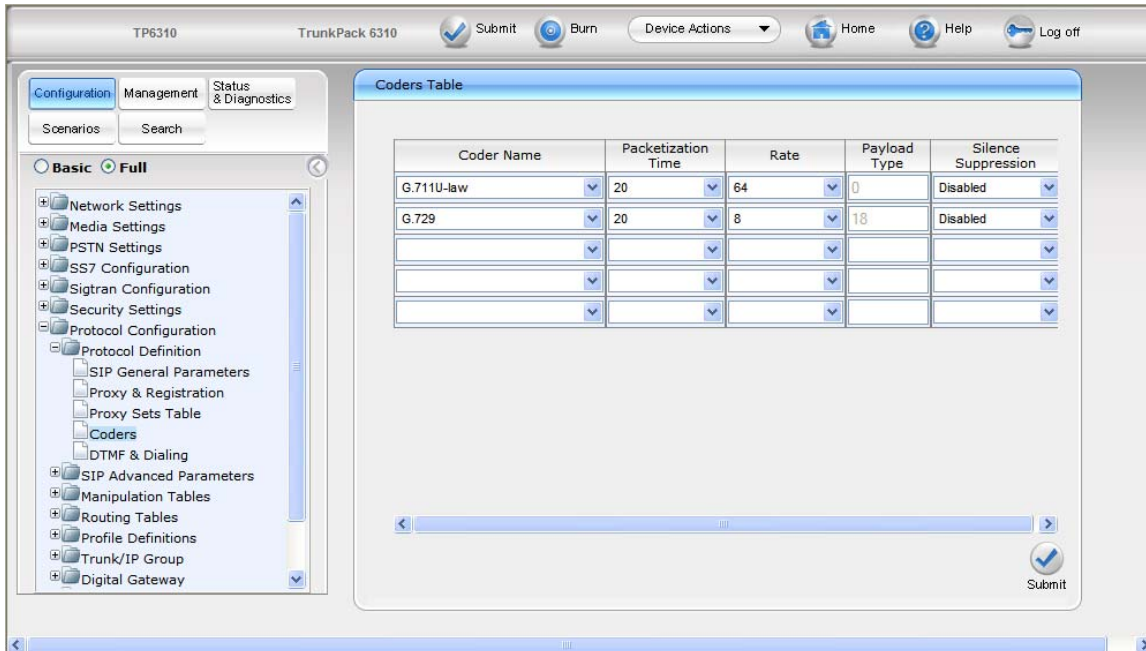 TP6310 TrunkPack 6310 Submit Burn Device Actions Home Help Log off
Configuration Management Status & Diagnostics
Scenarios Search
Basic Full
Network Settings
Media Settings
PSTN Settings
SS7 Configuration
Sigtran Configuration
Security Settings
Protocol Configuration
Protocol Definition
SIP General Parameters
Proxy & Registration
Proxy Sets Table
Coders
DTMF & Dialing
SIP Advanced Parameters
Manipulation Tables
Routing Tables
Profile Definitions
Trunk/IP Group
Digital Gateway
Coders Table
Coder Name Packetization Time Rate Payload Type Silence Suppression
G.711U-law 20 64 0 Disabled
G.729 20 8 18 Disabled
Submit